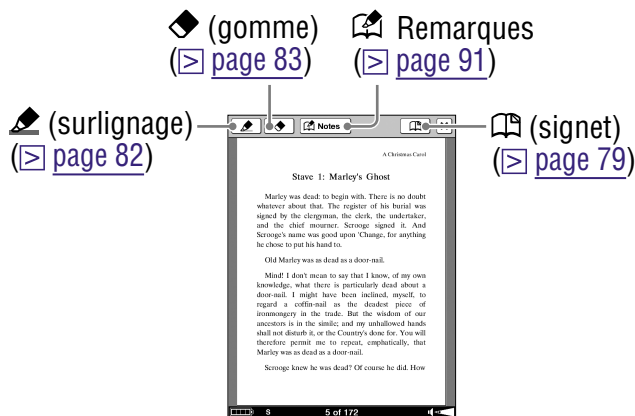 (gomme)
(> page 83)
Remarques
(> page 91)
(surlignage)
(> page 82)
(signet)
(> page 79)
Notes
A Christmas Carol
Stave 1: Marley's Ghost
Marley was dead: to begin with. There is no doubt
whatever about that. The register of his burial was
signed by the clergyman, the clerk, the undertaker,
and the chief mourner. Scrooge signed it. And
Scrooge's name was good upon 'Change, for anything
he chose to put his hand to.
Old Marley was as dead as a door-nail.
Mind! I don't mean to say that I know, of my own
knowledge, what there is particularly dead about a
door-nail. I might have been inclined, myself, to
regard a coffin-nail as the deadest piece of
ironmongery in the trade. But the wisdom of our
ancestors is in the simile; and my unhallowed hands
shall not disturb it, or the Country's done for. You will
therefore permit me to repeat, emphatically, that
Marley was as dead as a door-nail.
Scrooge knew he was dead? Of course he did. How
S
5 of 172